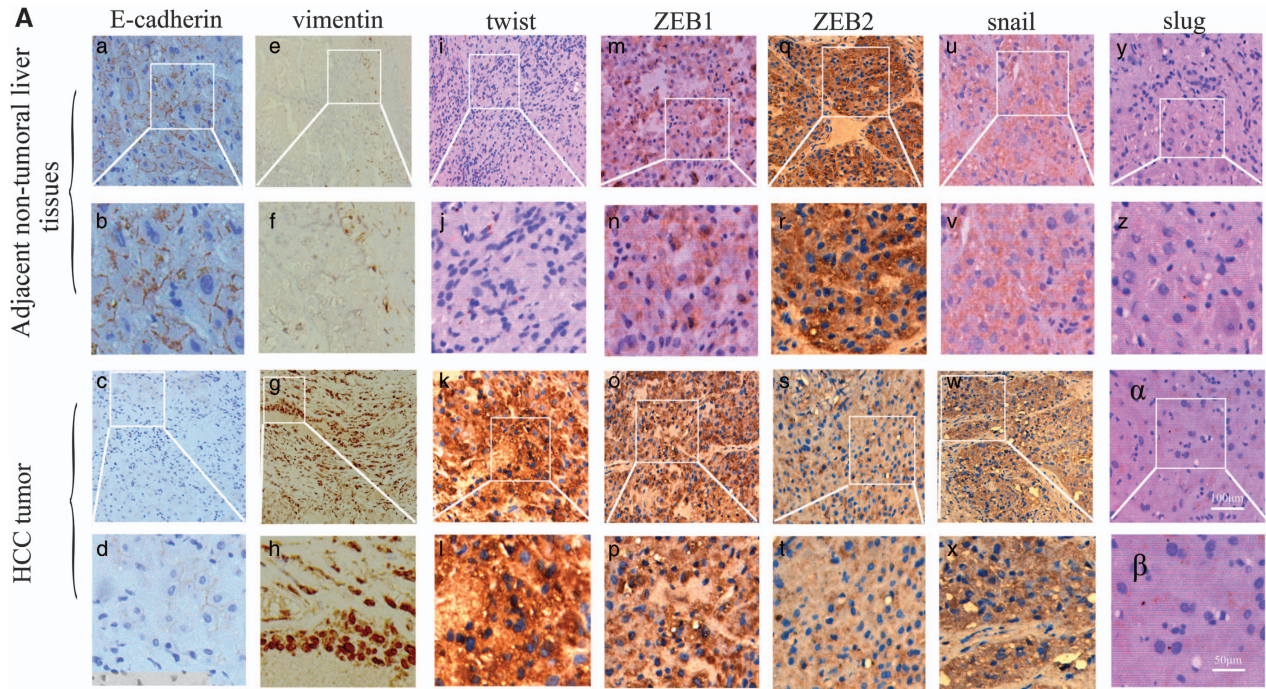 A
E-cadherin vimentin twist ZEB1 ZEB2 snail slug
Adjacent non-tumoral liver
tissues
a e i m q u y
b f j n r v z
HCC tumor
c g k o s w α
100μm
d h l p t x β
50μm